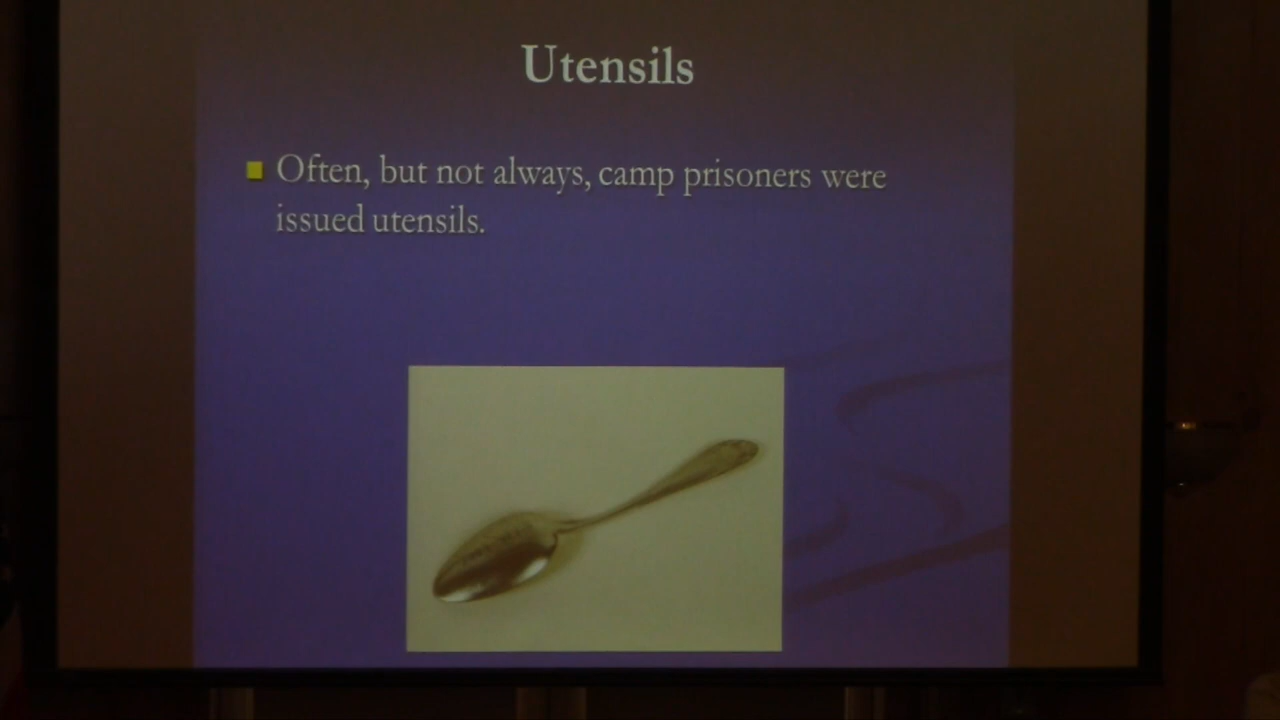 Utensils
Often, but not always, camp prisoners were
issued utensils.